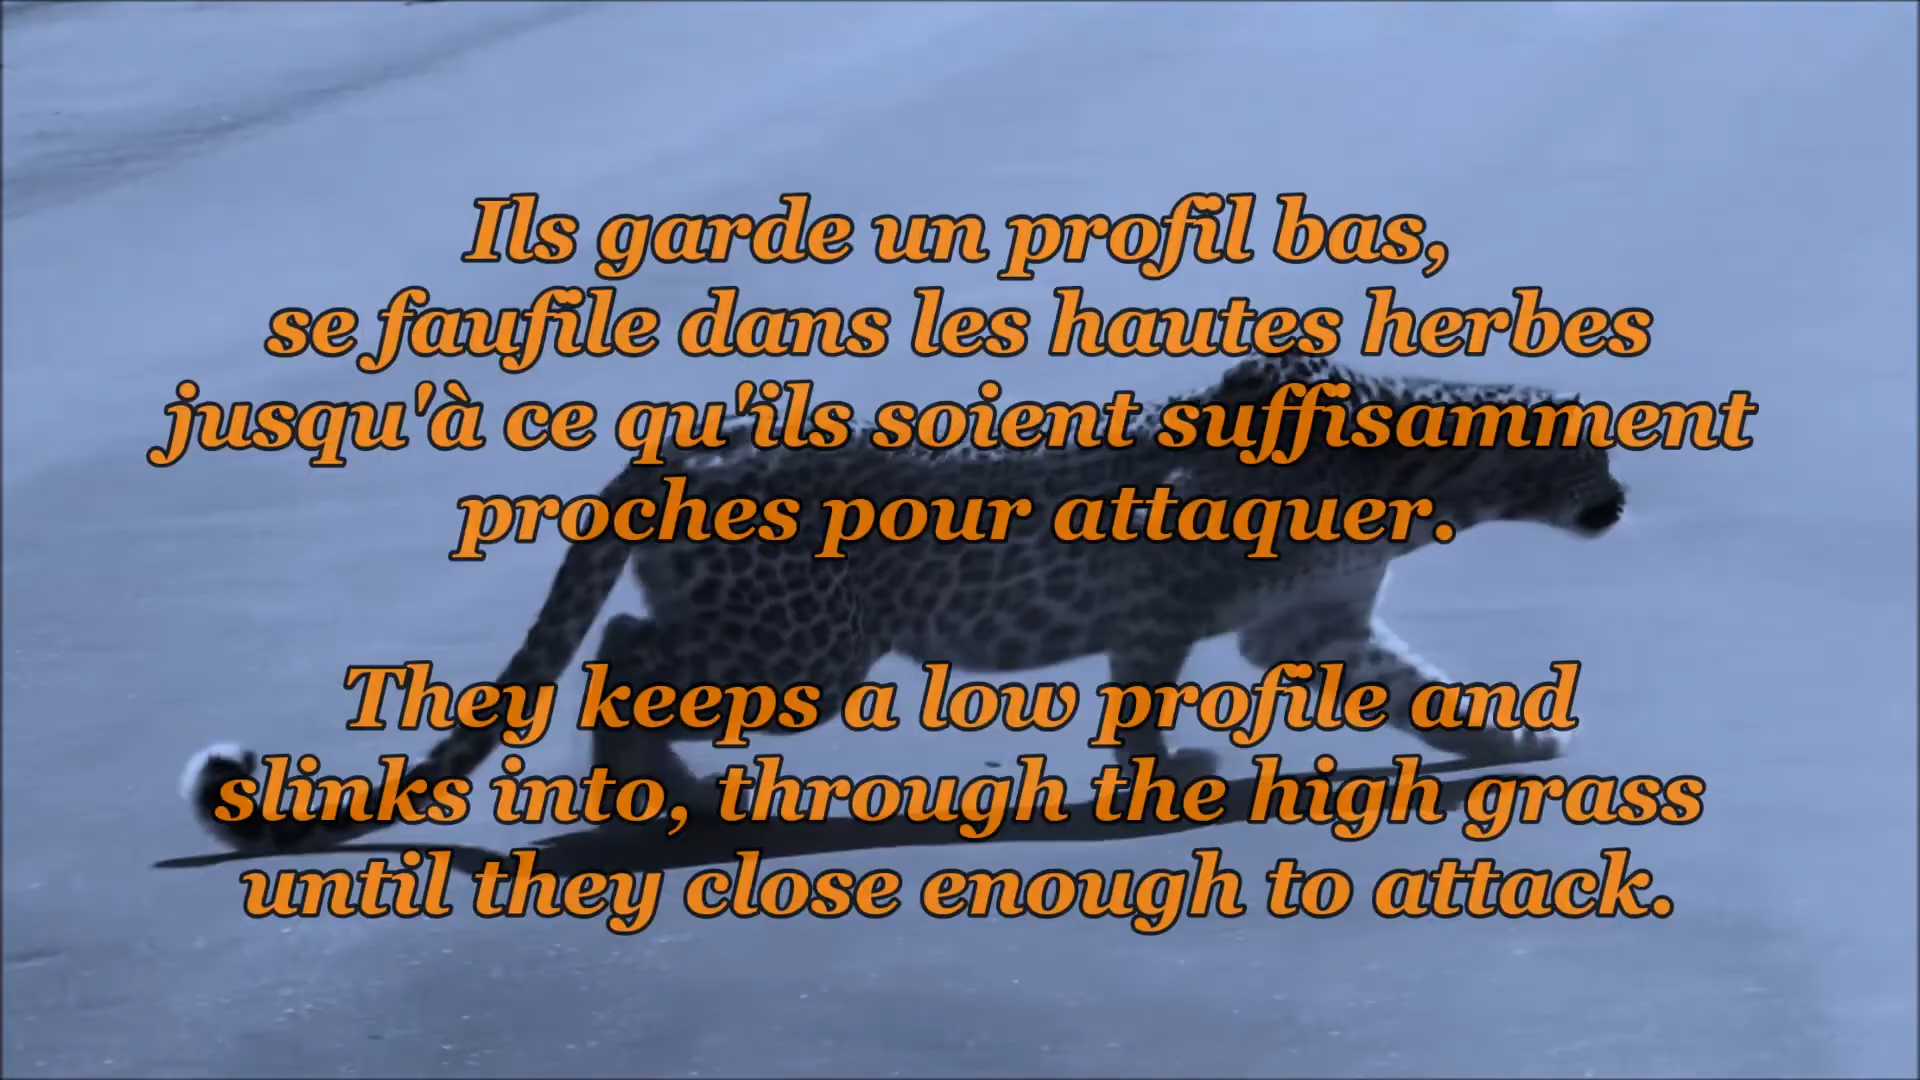 Ils garde un profil bas,
se faufile dans les hautes herbes
jusqu'à ce qu'ils soient suffisamment
proches pour attaquer.
They keeps a low profile and
slinks into, through the high grass
until they close enough to attack.